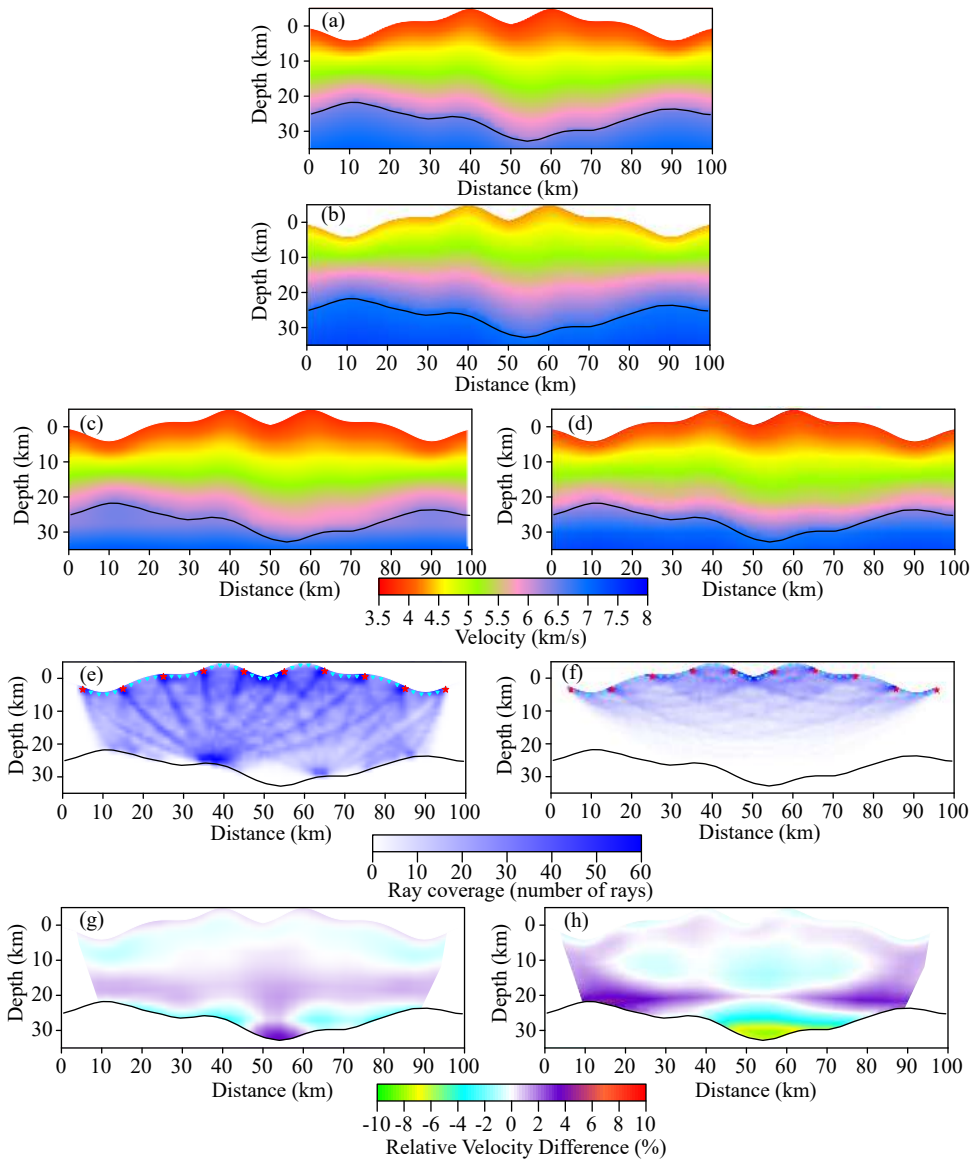 (a)
Depth (km)
0
10
20
30
0 10 20 30 40 50 60 70 80 90 100
Distance (km)
(b)
Depth (km)
0
10
20
30
0 10 20 30 40 50 60 70 80 90 100
Distance (km)
(c)
Depth (km)
0
10
20
30
0 10 20 30 40 50 60 70 80 90 100
Distance (km)
(d)
Depth (km)
0
10
20
30
0 10 20 30 40 50 60 70 80 90 100
Distance (km)
3.5 4 4.5 5 5.5 6 6.5 7 7.5 8
Velocity (km/s)
(e)
Depth (km)
0
10
20
30
0 10 20 30 40 50 60 70 80 90 100
Distance (km)
(f)
Depth (km)
0
10
20
30
0 10 20 30 40 50 60 70 80 90 100
Distance (km)
0 10 20 30 40 50 60
Ray coverage (number of rays)
(g)
Depth (km)
0
10
20
30
0 10 20 30 40 50 60 70 80 90 100
Distance (km)
(h)
Depth (km)
0
10
20
30
0 10 20 30 40 50 60 70 80 90 100
Distance (km)
-10 -8 -6 -4 -2 0 2 4 6 8 10
Relative Velocity Difference (%)